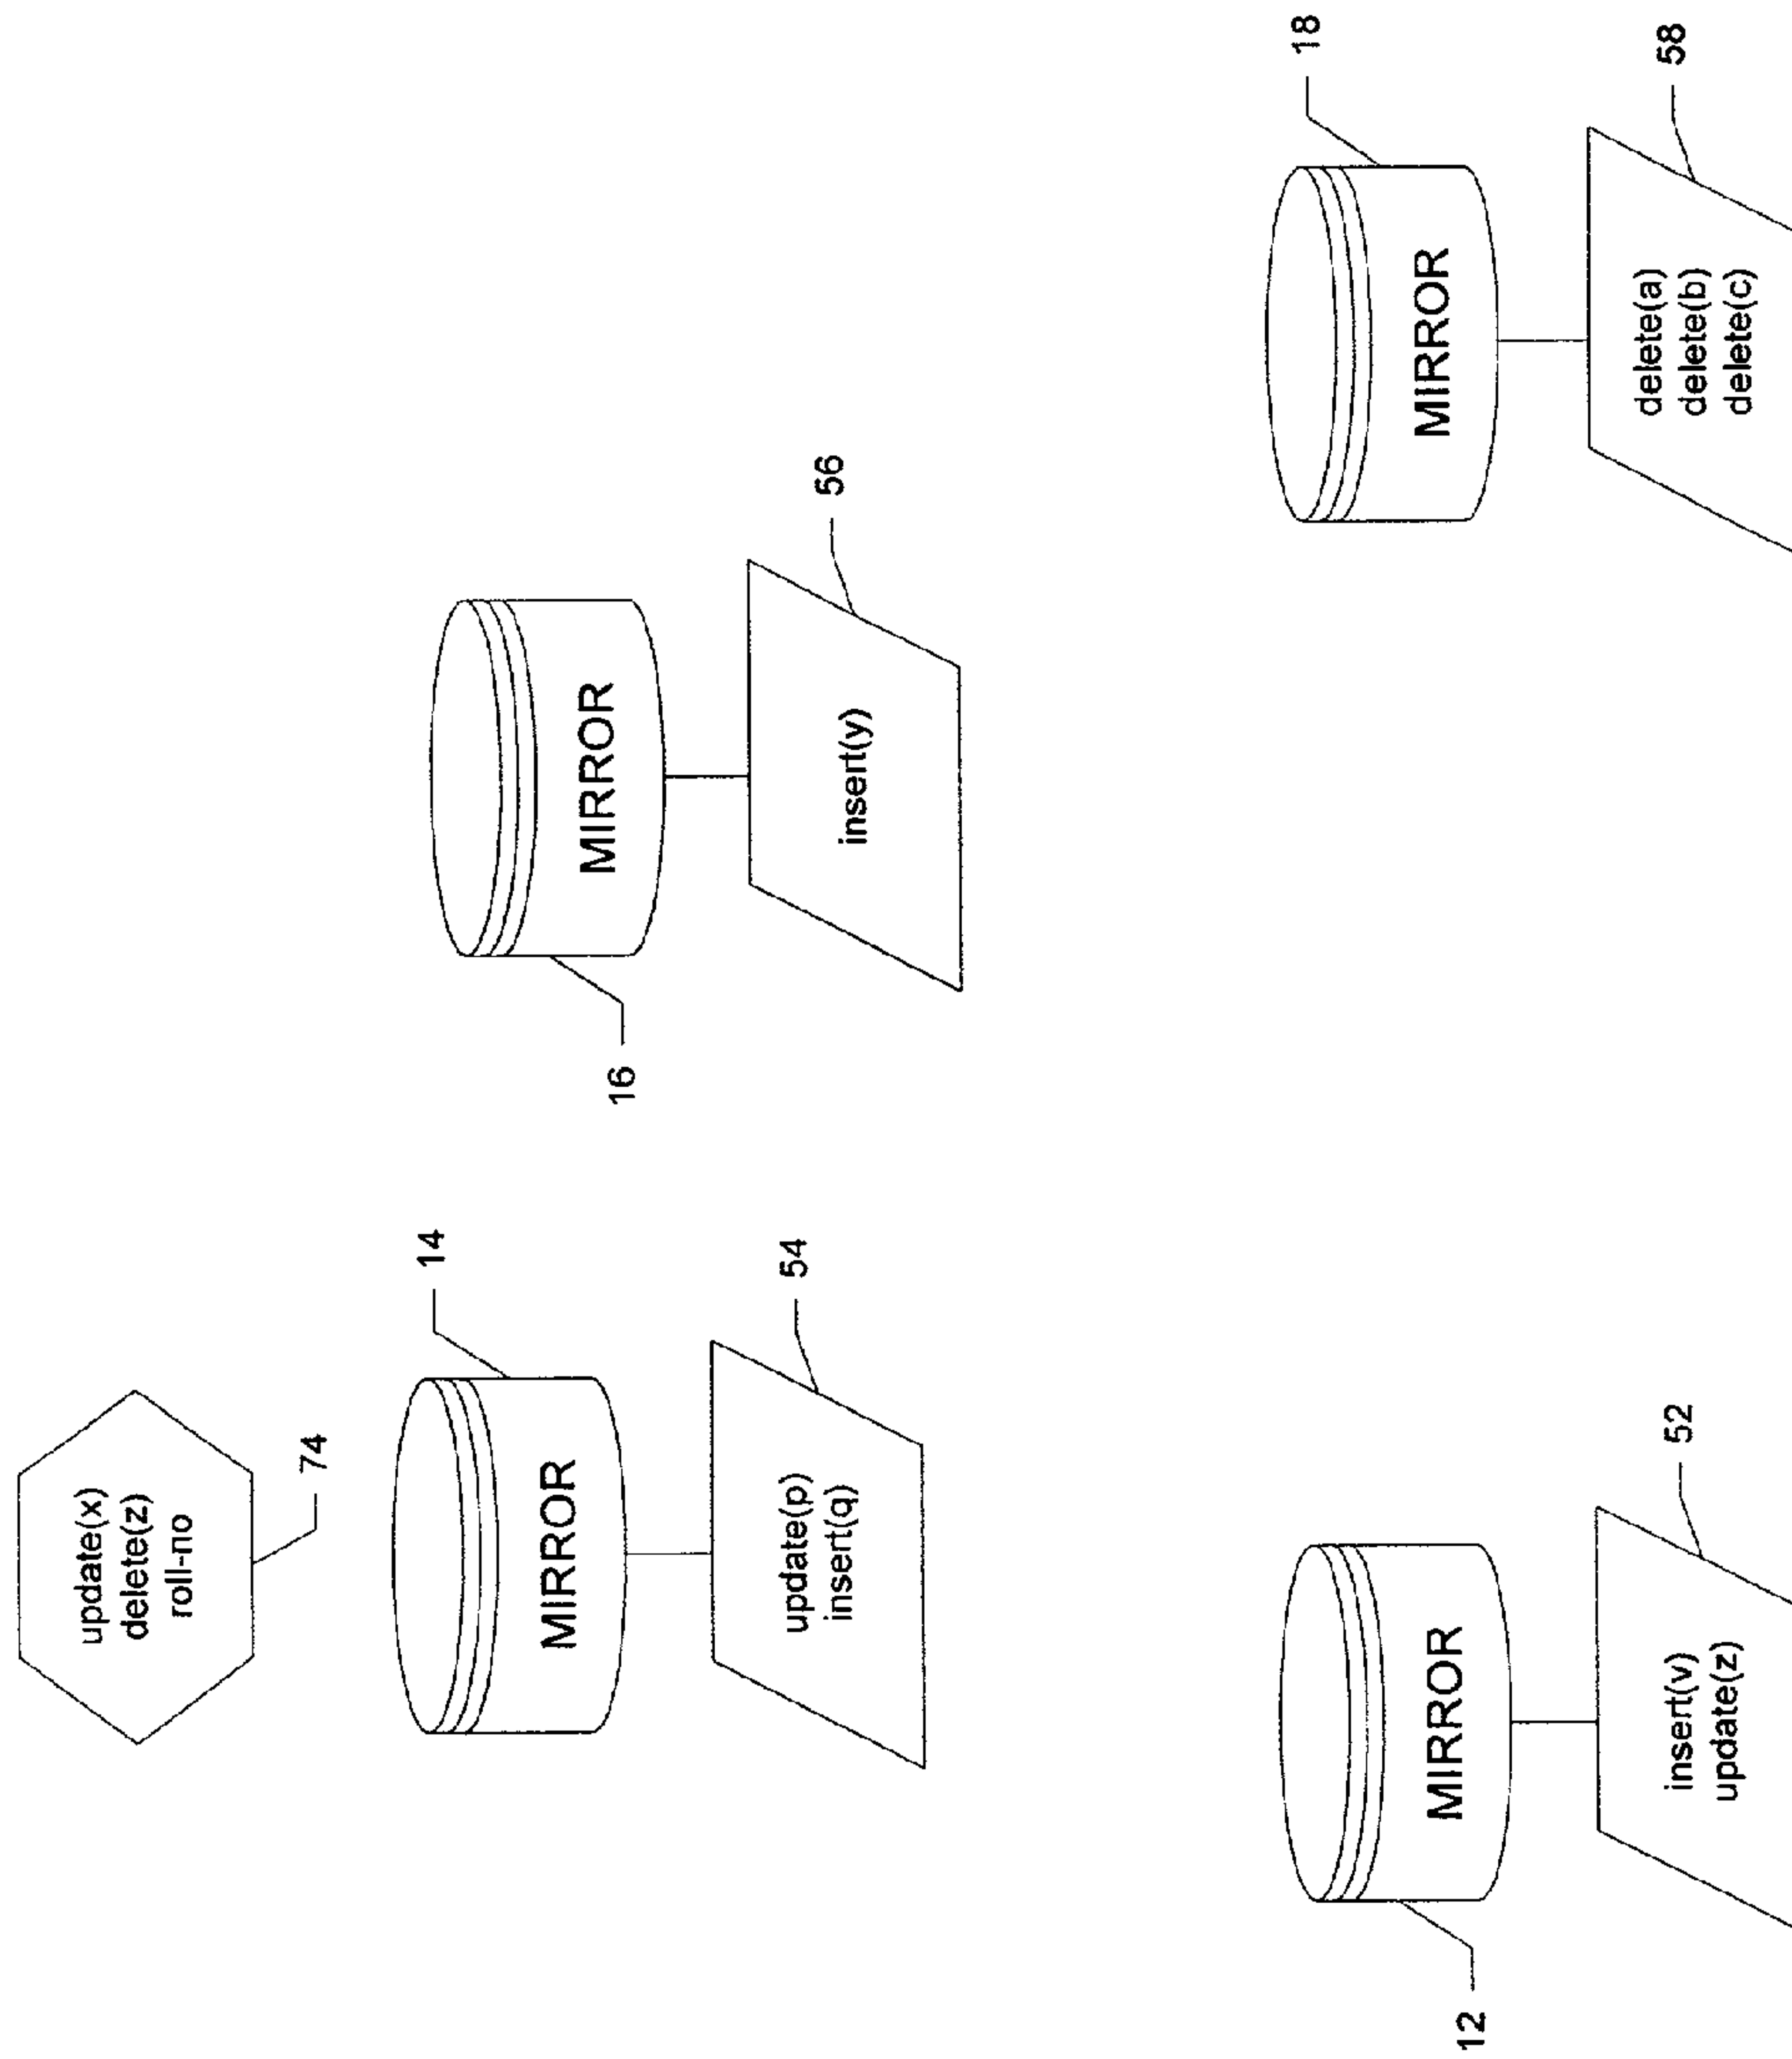 update(x)
delete(z)
roll-no
74
14
MIRROR
54
update(p)
insert(q)
MIRROR
16
56
insert(y)
MIRROR
12
52
insert(v)
update(z)
18
MIRROR
58
delete(a)
delete(b)
delete(c)